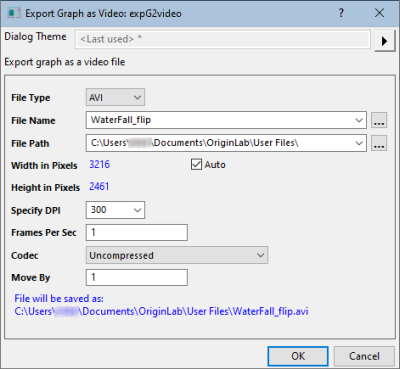 Export Graph as Video: expG2video
Dialog Theme <Last used> *
Export graph as a video file
File Type AVI
File Name WaterFall_flip ...
File Path C:\Users\ \Documents\OriginLab\User Files\ ...
Width in Pixels 3216 Auto
Height in Pixels 2461
Specify DPI 300
Frames Per Sec 1
Codec Uncompressed
Move By 1
File will be saved as:
C:\Users\ \Documents\OriginLab\User Files\WaterFall_flip.avi
OK Cancel